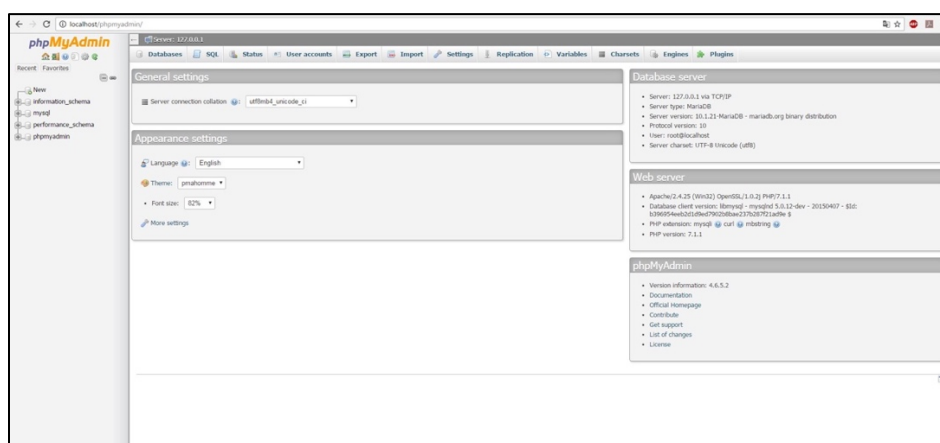 localhost/phpmyadmin/
phpMyAdmin
Recent Favorites
New
information_schema
mysql
performance_schema
phpmyadmin
Server: 127.0.0.1
Databases SQL Status User accounts Export Import Settings Replication Variables Charsets Engines Plugins
General settings
Server connection collation : utf8mb4_unicode_ci
Appearance settings
Language : English
Theme: pmahomme
Font size: 82%
More settings
Database server
Server: 127.0.0.1 via TCP/IP
Server type: MariaDB
Server version: 10.1.21-MariaDB - mariadb.org binary distribution
Protocol version: 10
User: root@localhost
Server charset: UTF-8 Unicode (utf8)
Web server
Apache/2.4.25 (Win32) OpenSSL/1.0.2j PHP/7.1.1
Database client version: libmysql - mysqlnd 5.0.12-dev - 20150407 - $Id:
$
PHP extension: mysqli curl mbstring
PHP version: 7.1.1
phpMyAdmin
Version information: 4.6.5.2
Documentation
Official Homepage
Contribute
Get support
List of changes
License